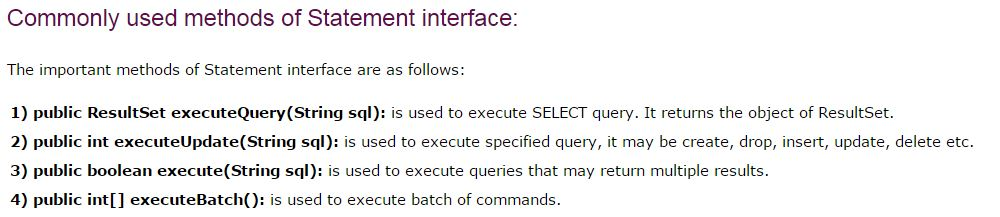 Commonly used methods of Statement interface:
The important methods of Statement interface are as follows:
1) public ResultSet executeQuery(String sql): is used to execute SELECT query. It returns the object of ResultSet.
2) public int executeUpdate(String sql): is used to execute specified query, it may be create, drop, insert, update, delete etc.
3) public boolean execute(String sql): is used to execute queries that may return multiple results.
4) public int[] executeBatch(): is used to execute batch of commands.